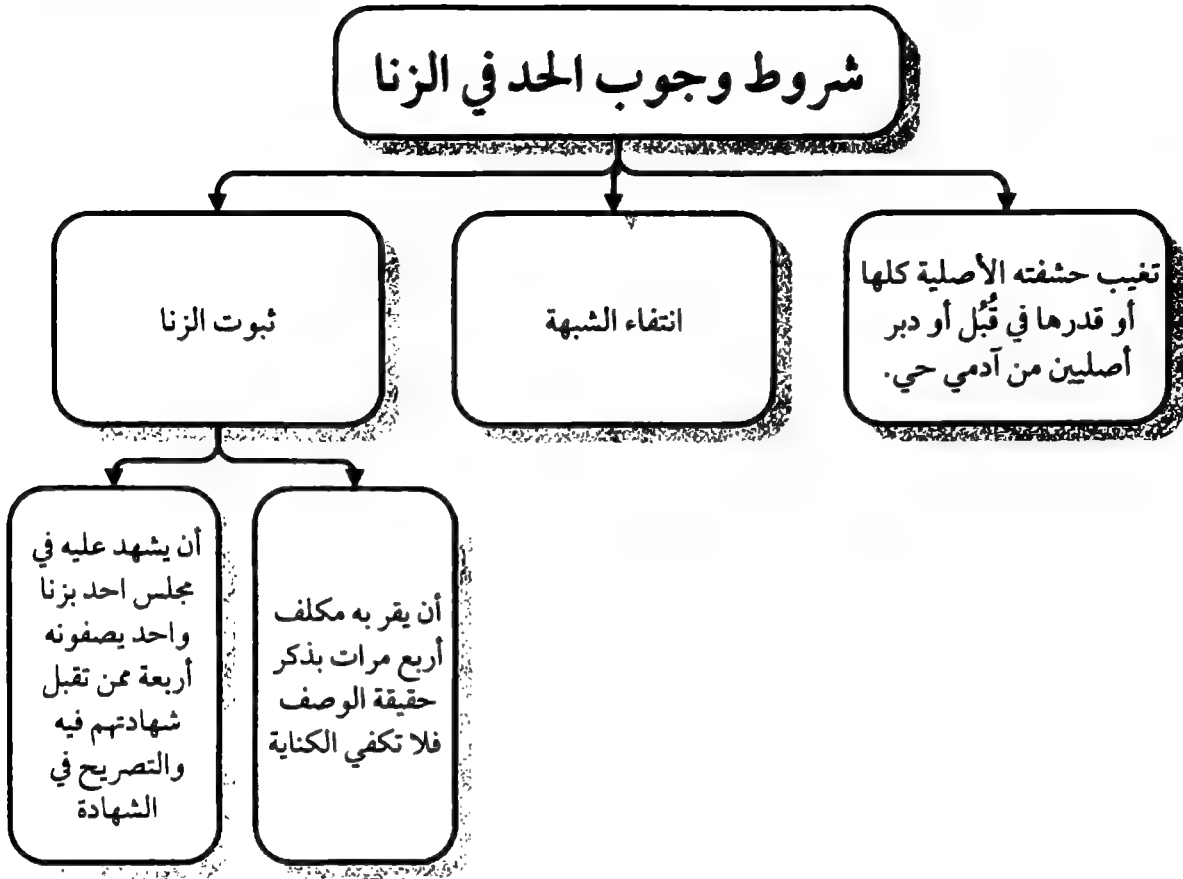 شروط وجوب الحد في الزنا
تغيب حشفته الأصلية كلها
أو قدرها في قُبُل أو دبر
أصليين من آدمي حي.
انتفاء الشبهة
ثبوت الزنا
أن يقر به مكلف
أربع مرات بذكر
حقيقة الوصف
فلا تكفي الكناية
أن يشهد عليه في
مجلس احد بزنا
واحد يصفونه
أربعة ممن تقبل
شهادتهم فيه
والتصريح في
الشهادة